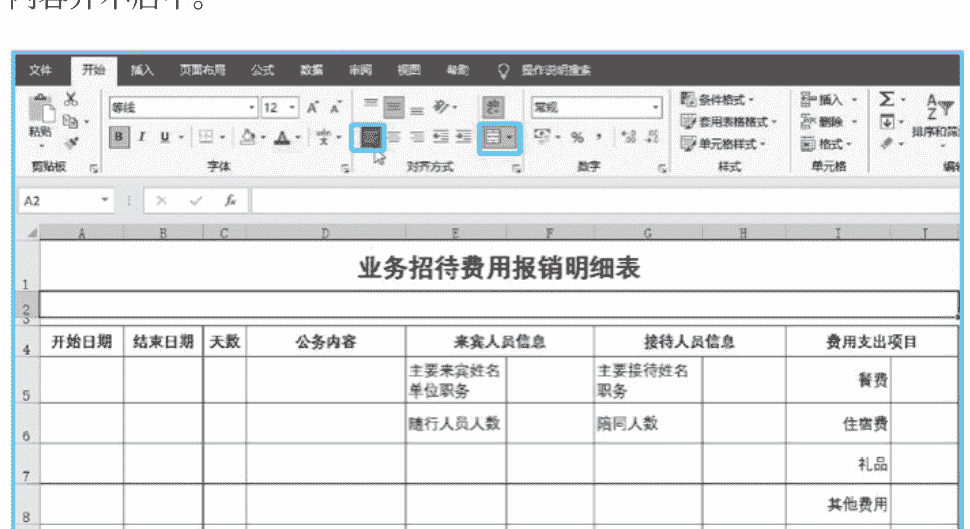 内容并不居中。
文件 开始 插入 页面布局 公式 数据 审阅 视图 帮助 操作说明搜索
等线 12 A A 常规 条件格式 插入 Σ A
粘贴 套用表格格式 删除 Z
B I U A % , 单元格样式 格式 排序和筛
剪贴板 字体 对齐方式 数字 样式 单元格 编
A2 fx
A B C D E F G H I J
1 业务招待费用报销明细表
2
3
4 开始日期 结束日期 天数 公务内容 来宾人员信息 接待人员信息 费用支出项目
5 主要来宾姓名 主要接待姓名 餐费
单位职务 职务
6 随行人员人数 陪同人数 住宿费
7 礼品
8 其他费用